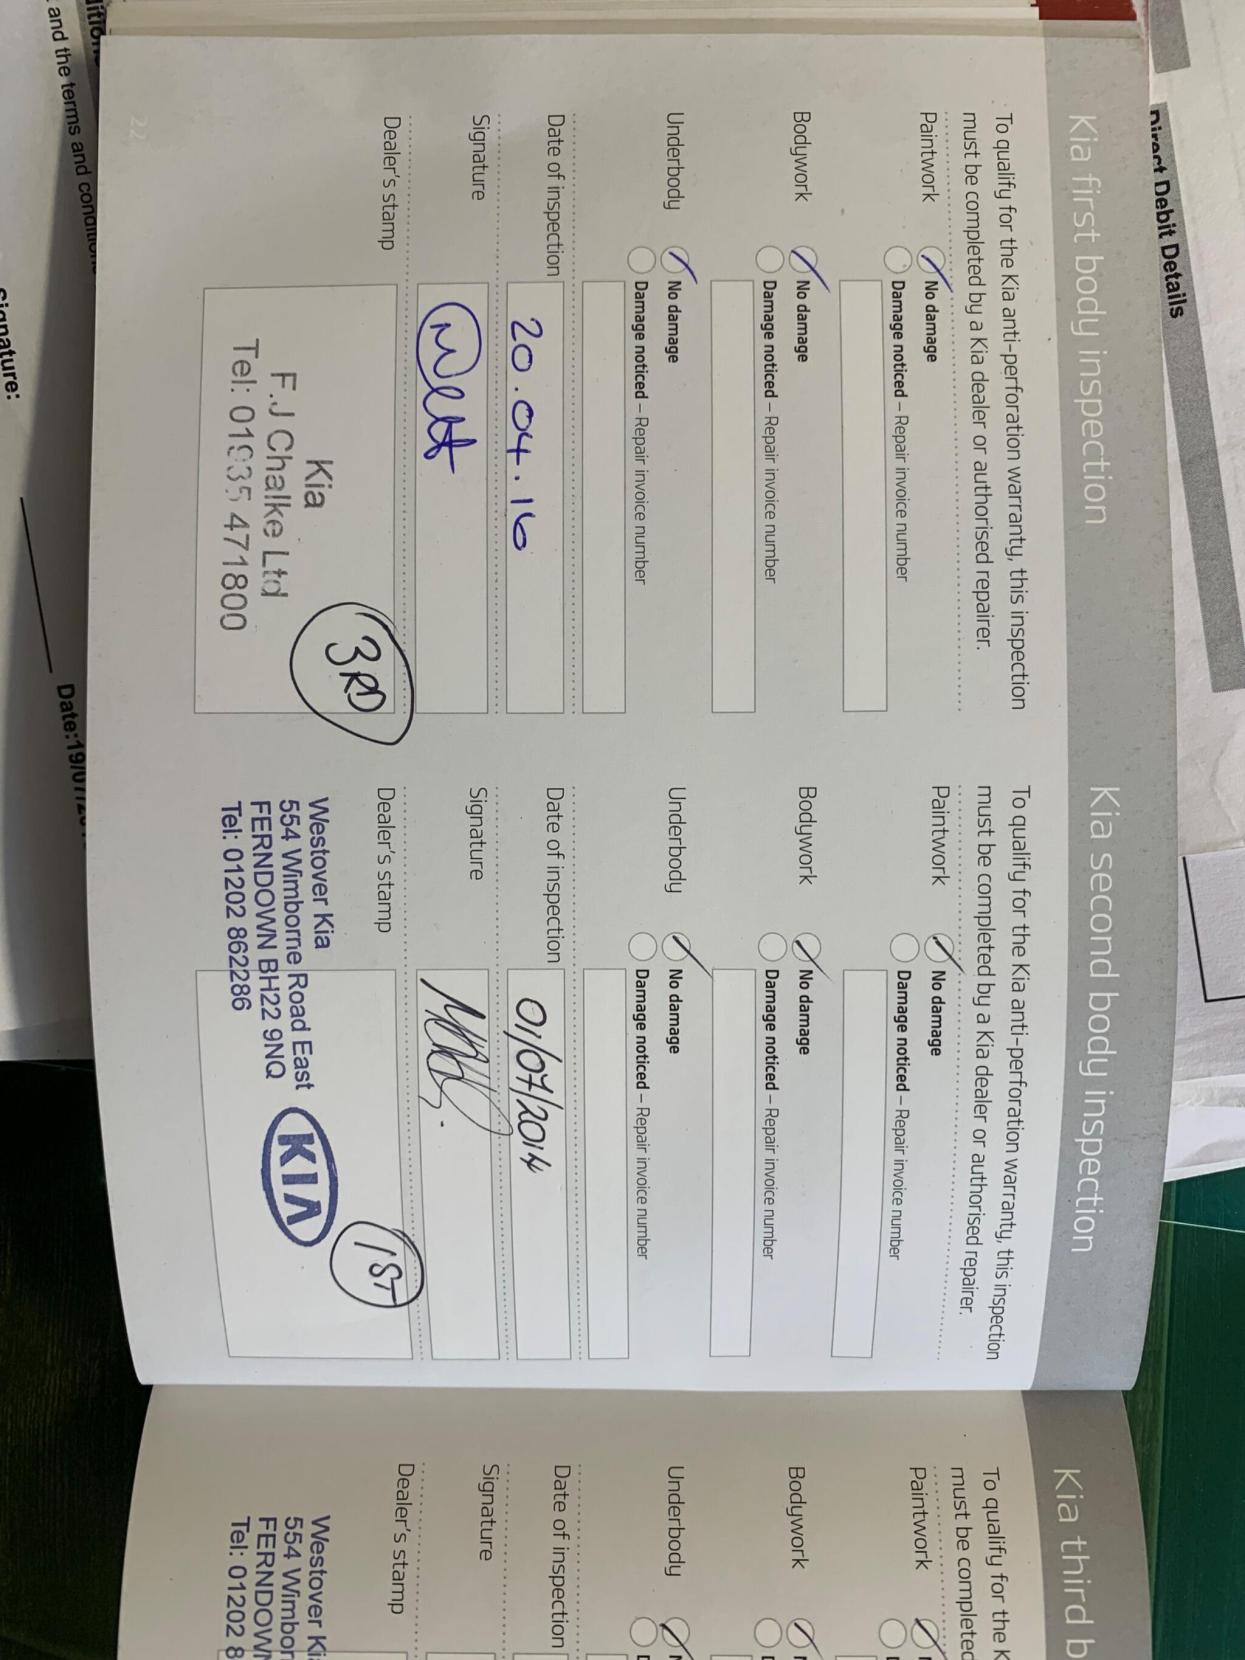 Direct Debit Details
Kia first body inspection
To qualify for the Kia anti-perforation warranty, this inspection
must be completed by a Kia dealer or authorised repairer.
Paintwork
No damage
Damage noticed – Repair invoice number
Bodywork
No damage
Damage noticed – Repair invoice number
Underbody
No damage
Damage noticed – Repair invoice number
Date of inspection
20.04.16
Signature
Dealer's stamp
3RD
Kia
F.J Chalke Ltd
Tel: 01935 471800
22
Kia second body inspection
To qualify for the Kia anti-perforation warranty, this inspection
must be completed by a Kia dealer or authorised repairer.
Paintwork
No damage
Damage noticed – Repair invoice number
Bodywork
No damage
Damage noticed – Repair invoice number
Underbody
No damage
Damage noticed – Repair invoice number
Date of inspection
01/07/2014
Signature
Dealer's stamp
1ST
Westover Kia
554 Wimborne Road East
FERNDOWN BH22 9NQ
Tel: 01202 862286
KIA
Kia third b
To qualify for the K
must be completed
Paintwork
Bodywork
Underbody
Date of inspection
Signature
Dealer's stamp
Westover Ki
554 Wimbor
FERNDOWN
Tel: 01202 8
and the terms and condition
signature:
Date:19/07/20